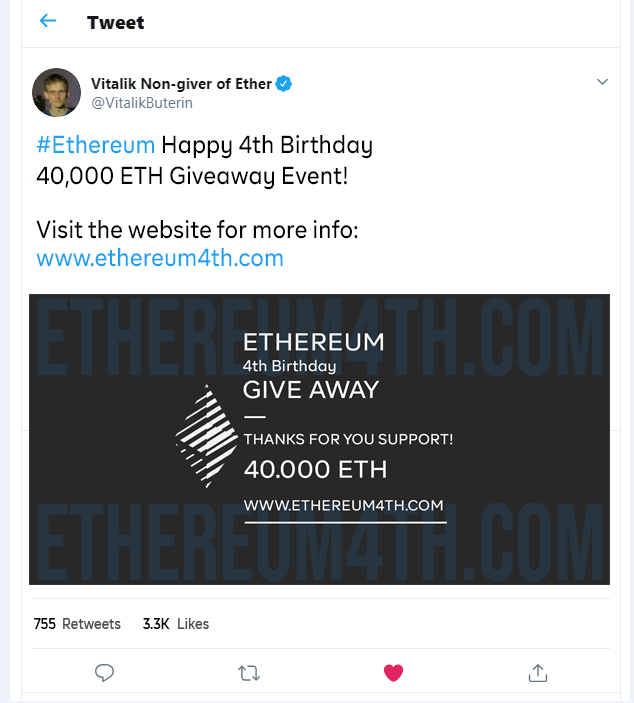 Tweet
Vitalik Non-giver of Ether
@VitalikButerin
#Ethereum Happy 4th Birthday
40,000 ETH Giveaway Event!
Visit the website for more info:
www.ethereum4th.com
ETHEREUM4TH.COM
ETHEREUM
4th Birthday
GIVE AWAY
THANKS FOR YOU SUPPORT!
40.000 ETH
WWW.ETHEREUM4TH.COM
ETHEREUM4TH.COM
755 Retweets 3.3K Likes